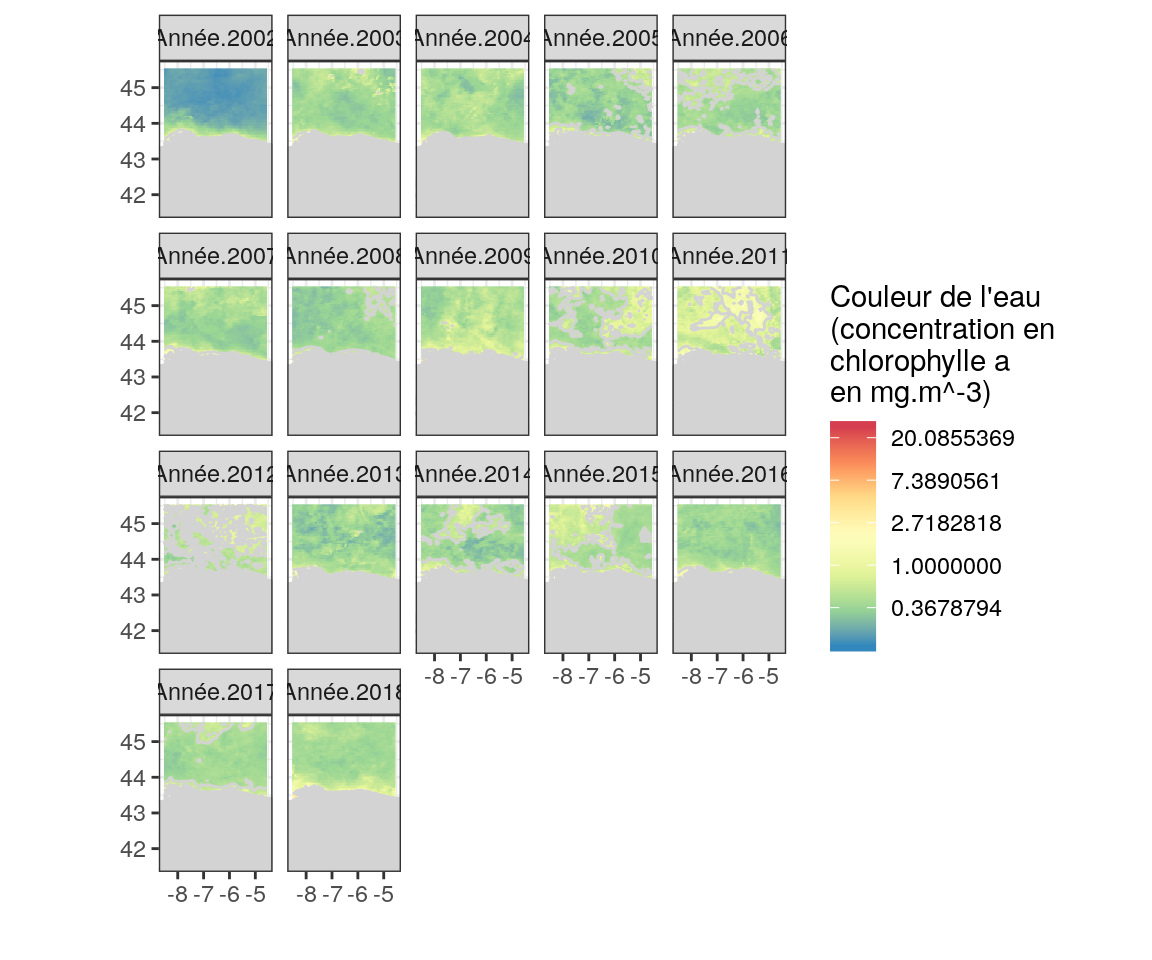 Année.2002 Année.2003 Année.2004 Année.2005 Année.2006
45
44
43
42
Année.2007 Année.2008 Année.2009 Année.2010 Année.2011
45
44
43
42
Année.2012 Année.2013 Année.2014 Année.2015 Année.2016
45
44
43
42
-8 -7 -6 -5 -8 -7 -6 -5 -8 -7 -6 -5
Année.2017 Année.2018
45
44
43
42
-8 -7 -6 -5 -8 -7 -6 -5
Couleur de l'eau
(concentration en
chlorophylle a
en mg.m^-3)
20.0855369
7.3890561
2.7182818
1.0000000
0.3678794